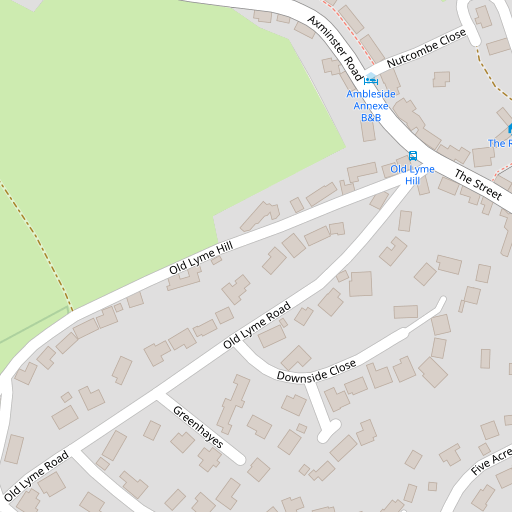 Axminster Road
Nutcombe Close
Ambleside
Annexe
B&B
The R
Old Lyme
Hill
The Street
Old Lyme Hill
Old Lyme Road
Downside Close
Greenhayes
Old Lyme Road
Five Acre